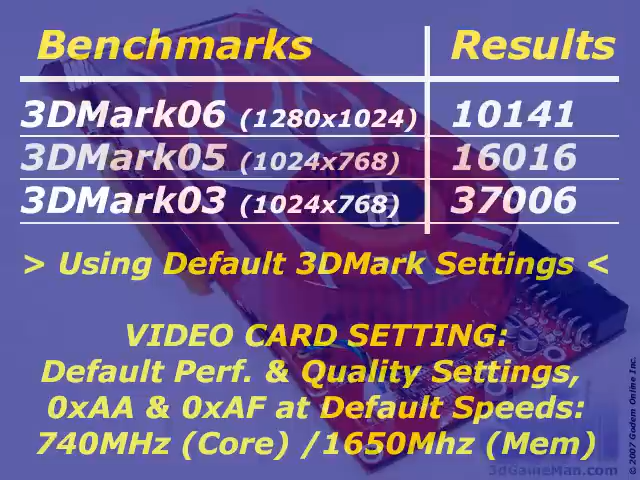 Benchmarks Results
3DMark06 (1280x1024) 10141
3DMark05 (1024x768) 16016
3DMark03 (1024x768) 37006
> Using Default 3DMark Settings <
VIDEO CARD SETTING:
Default Perf. & Quality Settings,
0xAA & 0xAF at Default Speeds:
740MHz (Core) /1650Mhz (Mem)
© 2007 Godem Online Inc.
3dGameMan.com